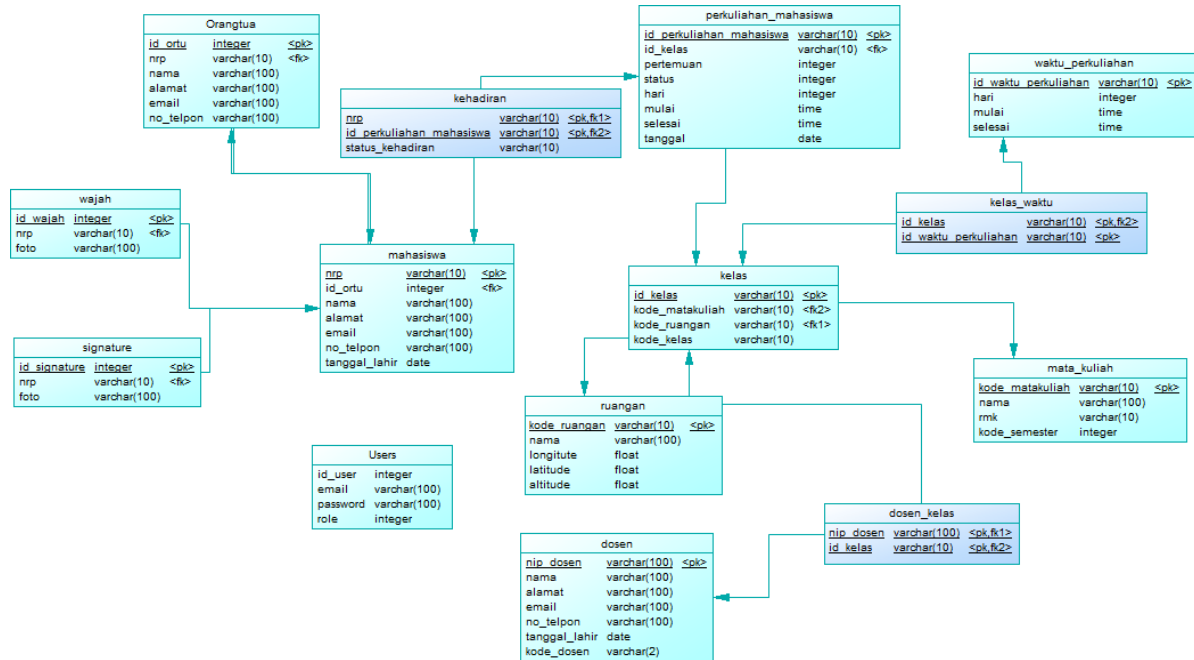 Orangtua
id_ortu integer <pk>
nrp varchar(10) <fk>
nama varchar(100)
alamat varchar(100)
email varchar(100)
no_telpon varchar(100)
perkuliahan_mahasiswa
id_perkuliahan_mahasiswa varchar(10) <pk>
id_kelas varchar(10) <fk>
pertemuan integer
status integer
hari integer
mulai time
selesai time
tanggal date
waktu_perkuliahan
id_waktu_perkuliahan varchar(10) <pk>
hari integer
mulai time
selesai time
kehadiran
nrp varchar(10) <pk,fk1>
id_perkuliahan_mahasiswa varchar(10) <pk,fk2>
status_kehadiran varchar(10)
wajah
id_wajah integer <pk>
nrp varchar(10) <fk>
foto varchar(100)
kelas_waktu
id_kelas varchar(10) <pk,fk2>
id_waktu_perkuliahan varchar(10) <pk>
mahasiswa
nrp varchar(10) <pk>
id_ortu integer <fk>
nama varchar(100)
alamat varchar(100)
email varchar(100)
no_telpon varchar(100)
tanggal_lahir date
kelas
id_kelas varchar(10) <pk>
kode_matakuliah varchar(10) <fk2>
kode_ruangan varchar(10) <fk1>
kode_kelas varchar(10)
signature
id_signature integer <pk>
nrp varchar(10) <fk>
foto varchar(100)
mata_kuliah
kode_matakuliah varchar(10) <pk>
nama varchar(100)
rmk varchar(10)
kode_semester integer
ruangan
kode_ruangan varchar(10) <pk>
nama varchar(100)
longitute float
latitude float
altitude float
Users
id_user integer
email varchar(100)
password varchar(100)
role integer
dosen_kelas
nip_dosen varchar(100) <pk,fk1>
id_kelas varchar(10) <pk,fk2>
dosen
nip_dosen varchar(100) <pk>
nama varchar(100)
alamat varchar(100)
email varchar(100)
no_telpon varchar(100)
tanggal_lahir date
kode_dosen varchar(2)